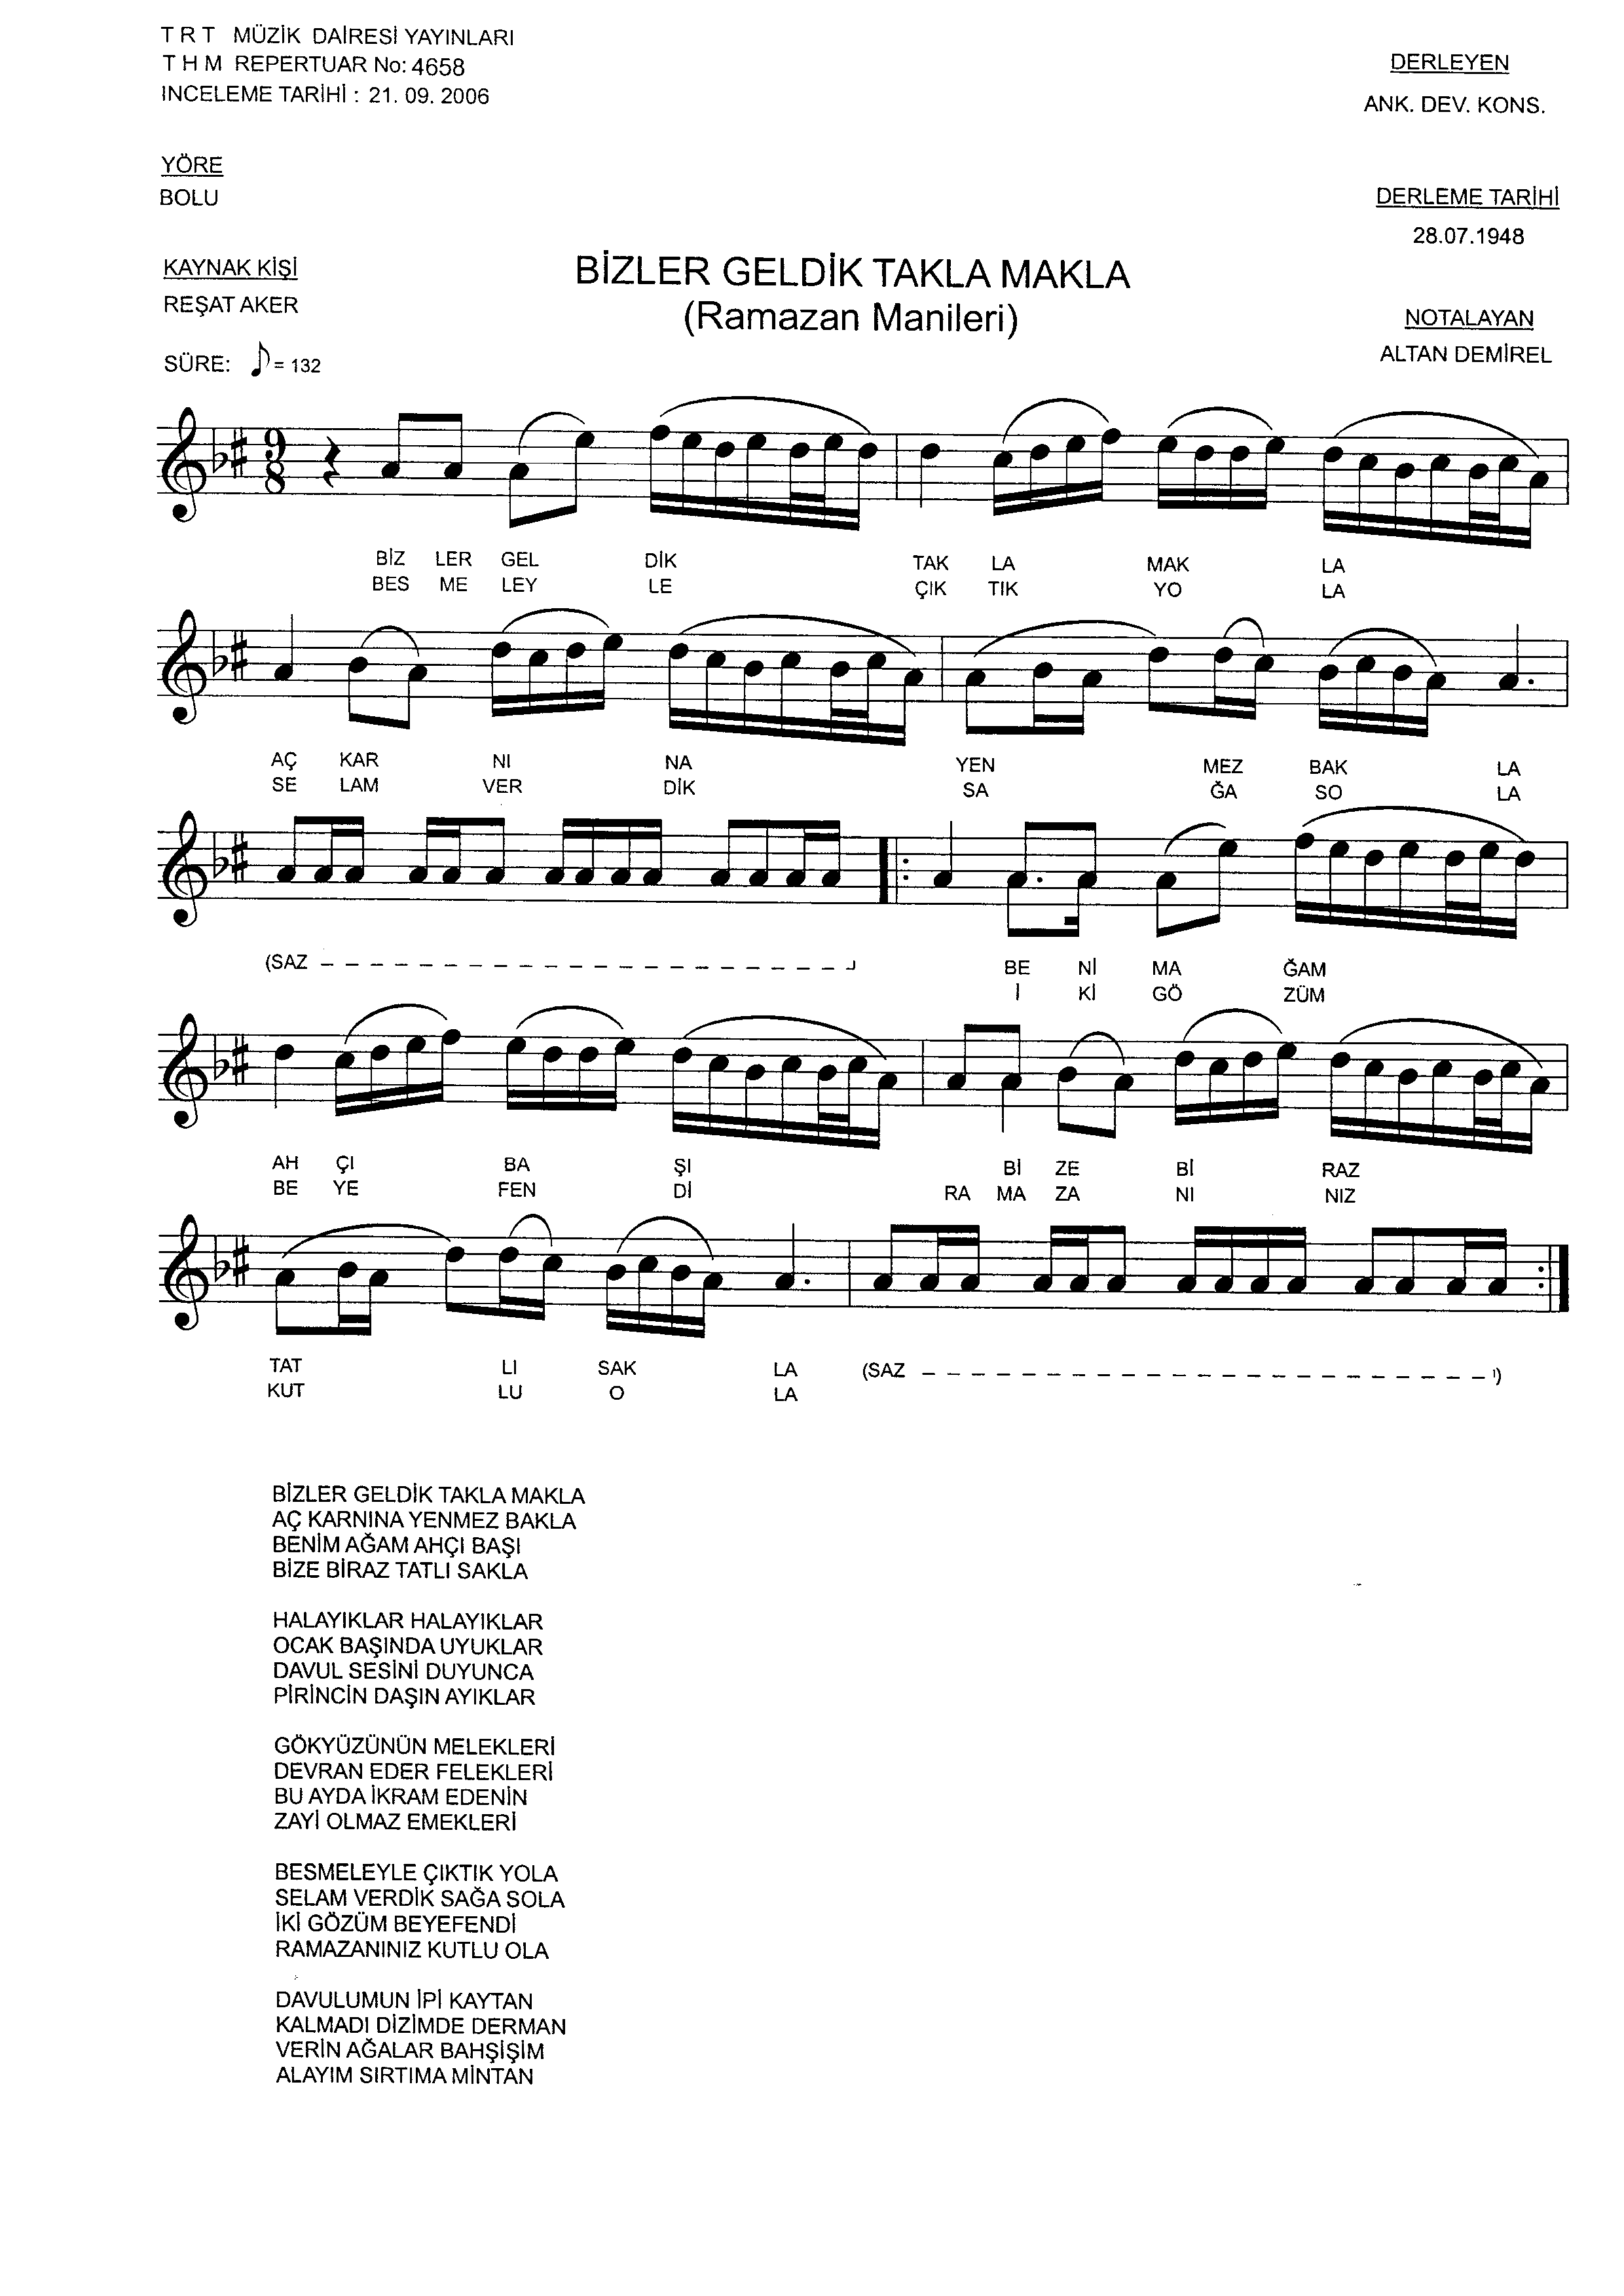 T R T MÜZİK DAİRESİ YAYINLARI
T H M REPERTUAR No: 4658
INCELEME TARİHİ : 21. 09. 2006
DERLEYEN
ANK. DEV. KONS.
YÖRE
BOLU
DERLEME TARİHİ
28.07.1948
KAYNAK KİŞİ
REŞAT AKER
BİZLER GELDİK TAKLA MAKLA
(Ramazan Manileri)
NOTALAYAN
ALTAN DEMİREL
SÜRE: ♪ = 132
9
8
BİZ LER GEL DİK TAK LA MAK LA
BES ME LEY LE ÇIK TIK YO LA
AÇ KAR NI NA YEN MEZ BAK LA
SE LAM VER DİK SA ĞA SO LA
(SAZ BE Nİ MA ĞAM
İ Kİ GÖ ZÜM
AH ÇI BA ŞI Bİ ZE Bİ RAZ
BE YE FEN Dİ RA MA ZA NI NIZ
TAT LI SAK LA (SAZ )
KUT LU O LA
BİZLER GELDİK TAKLA MAKLA
AÇ KARNINA YENMEZ BAKLA
BENİM AĞAM AHÇI BAŞI
BİZE BİRAZ TATLI SAKLA
HALAYIKLAR HALAYIKLAR
OCAK BAŞINDA UYUKLAR
DAVUL SESİNİ DUYUNCA
PİRİNCİN DAŞIN AYIKLAR
GÖKYÜZÜNÜN MELEKLERİ
DEVRAN EDER FELEKLERİ
BU AYDA İKRAM EDENİN
ZAYİ OLMAZ EMEKLERİ
BESMELEYLE ÇIKTIK YOLA
SELAM VERDİK SAĞA SOLA
İKİ GÖZÜM BEYEFENDİ
RAMAZANINIZ KUTLU OLA
DAVULUMUN İPİ KAYTAN
KALMADI DİZİMDE DERMAN
VERİN AĞALAR BAHŞİŞİM
ALAYIM SIRTIMA MİNTAN